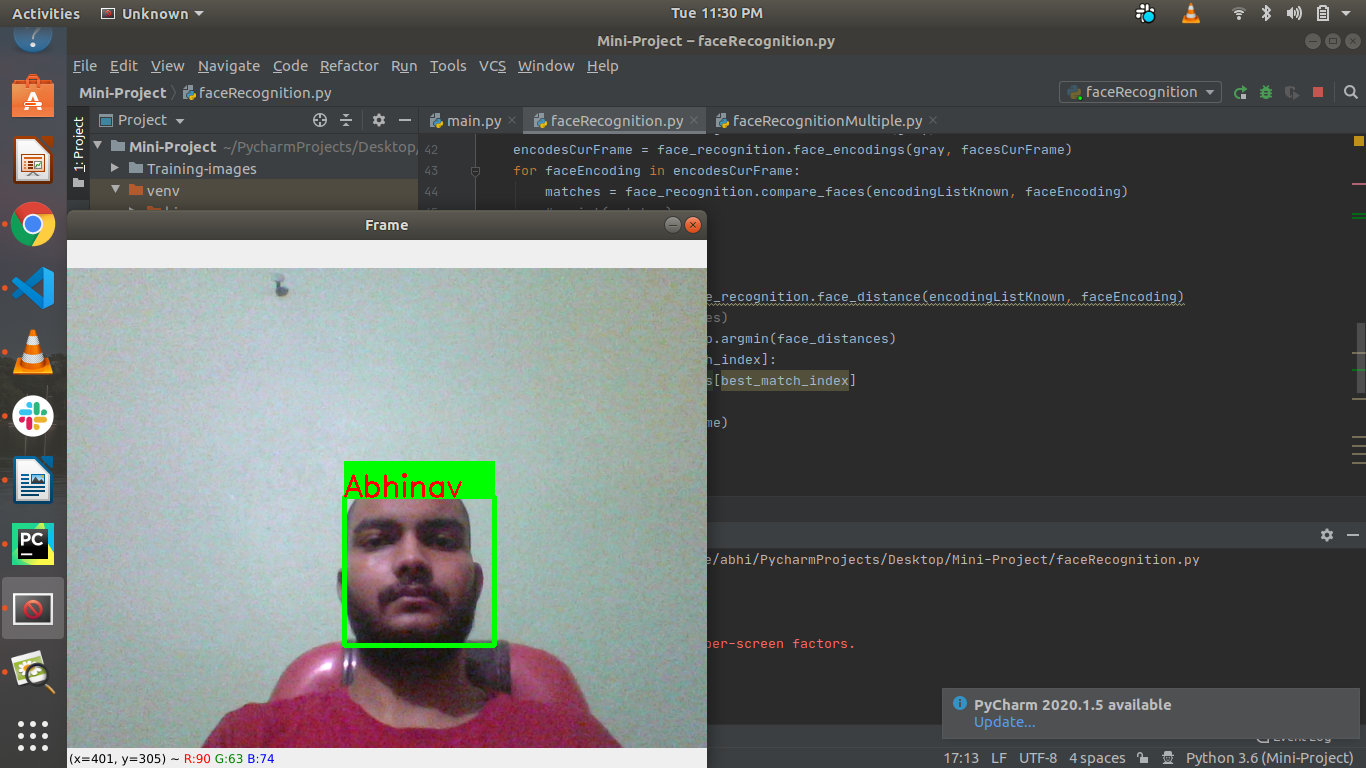 Activities
Unknown
Tue 11:30 PM
Mini-Project – faceRecognition.py
File Edit View Navigate Code Refactor Run Tools VCS Window Help
Mini-Project
faceRecognition.py
faceRecognition
1: Project
Project
main.py
faceRecognition.py
faceRecognitionMultiple.py
Mini-Project ~/PycharmProjects/Desktop/
Training-images
venv
42 encodesCurFrame = face_recognition.face_encodings(gray, facesCurFrame)
43 for faceEncoding in encodesCurFrame:
44 matches = face_recognition.compare_faces(encodingListKnown, faceEncoding)
Frame
e_recognition.face_distance(encodingListKnown, faceEncoding)
es)
p.argmin(face_distances)
h_index]:
s[best_match_index]
me)
Abhinav
PC
e/abhi/PycharmProjects/Desktop/Mini-Project/faceRecognition.py
per-screen factors.
PyCharm 2020.1.5 available
Update...
Event Log
(x=401, y=305) ~ R:90 G:63 B:74
17:13 LF UTF-8 4 spaces Python 3.6 (Mini-Project)